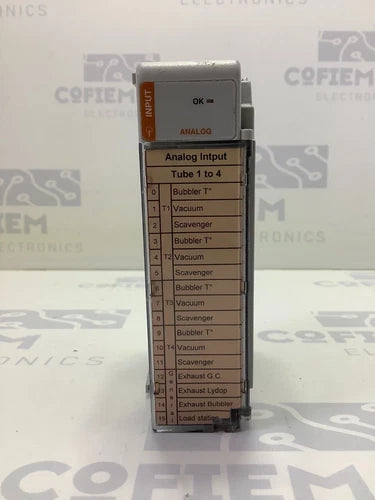 COFIEM
ELECTRONICS
INPUT
OK
ANALOG
Analog Intput
Tube 1 to 4
0 Bubbler T°
1 T1 Vacuum
2 Scavenger
3 Bubbler T°
4 T2 Vacuum
5 Scavenger
6 Bubbler T°
7 T3 Vacuum
8 Scavenger
9 Bubbler T°
10 T4 Vacuum
11 Scavenger
12 Exhaust G.C.
13 Exhaust Lydop
14 Exhaust Bubbler
15 Load station
General